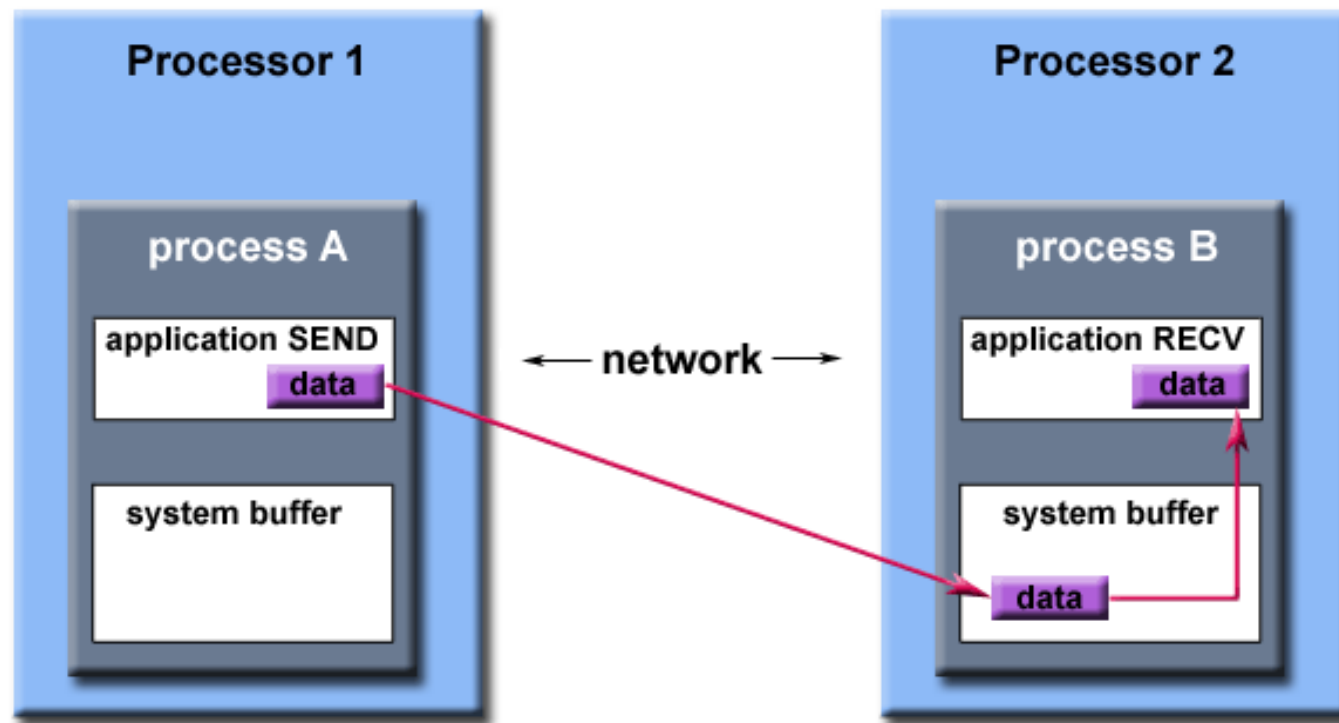 Processor 1
process A
application SEND
data
system buffer
network
Processor 2
process B
application RECV
data
system buffer
data